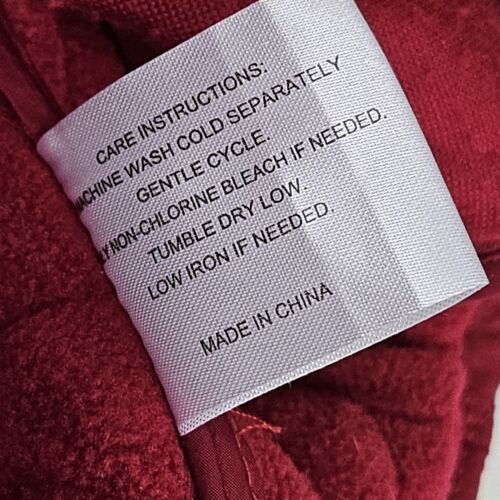 CARE INSTRUCTIONS:
MACHINE WASH COLD SEPARATELY
GENTLE CYCLE.
NON-CHLORINE BLEACH IF NEEDED.
TUMBLE DRY LOW.
LOW IRON IF NEEDED.
MADE IN CHINA